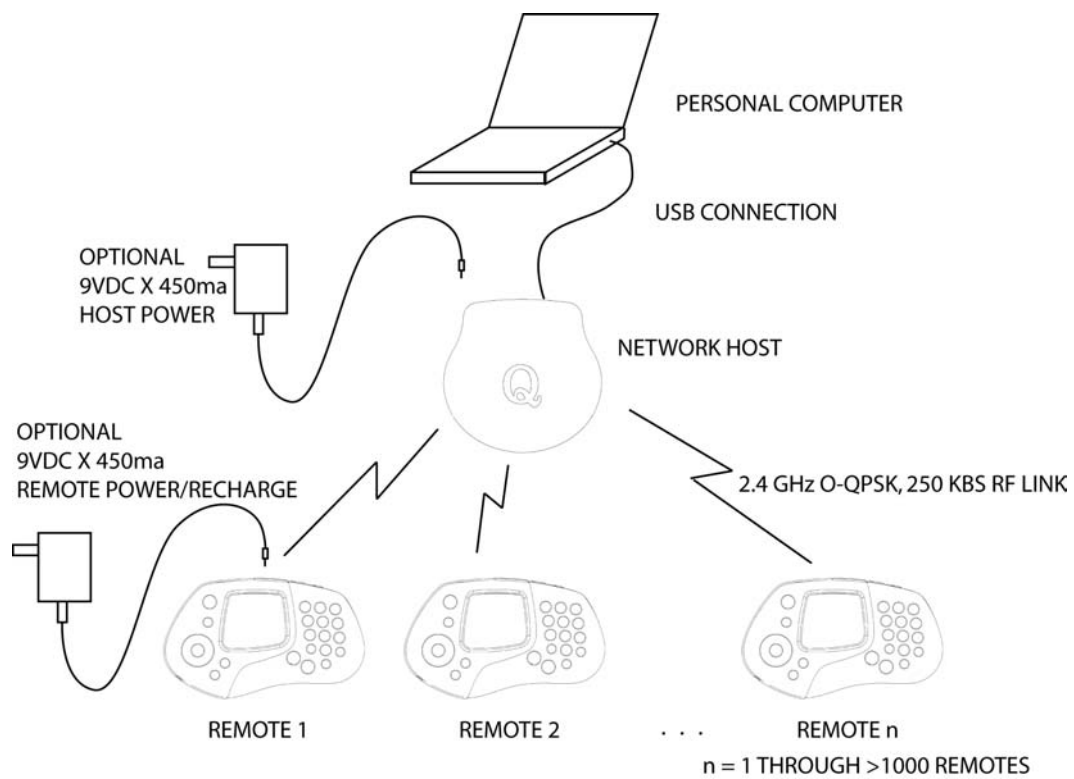 PERSONAL COMPUTER
USB CONNECTION
OPTIONAL
9VDC X 450ma
HOST POWER
NETWORK HOST
Q
OPTIONAL
9VDC X 450ma
REMOTE POWER/RECHARGE
2.4 GHz O-QPSK, 250 KBS RF LINK
REMOTE 1
REMOTE 2
. . .
REMOTE n
n = 1 THROUGH >1000 REMOTES